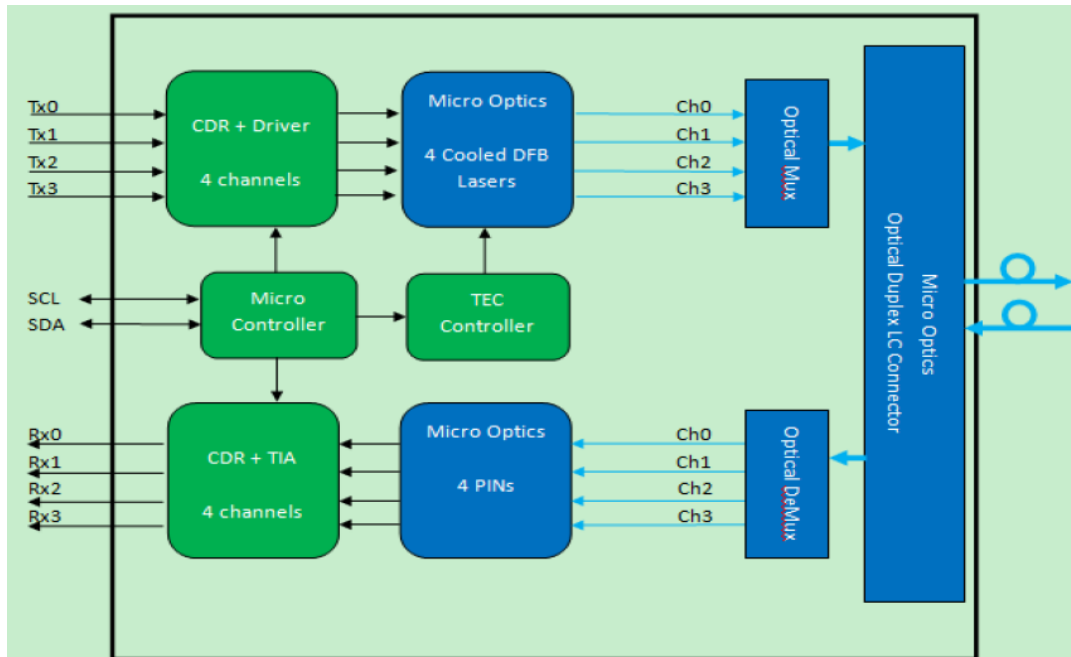 Tx0
Tx1
Tx2
Tx3
CDR + Driver
4 channels
Micro Optics
4 Cooled DFB
Lasers
Ch0
Ch1
Ch2
Ch3
Optical Mux
SCL
SDA
Micro
Controller
TEC
Controller
Micro Optics
Optical Duplex LC Connector
Rx0
Rx1
Rx2
Rx3
CDR + TIA
4 channels
Micro Optics
4 PINs
Ch0
Ch1
Ch2
Ch3
Optical DeMux